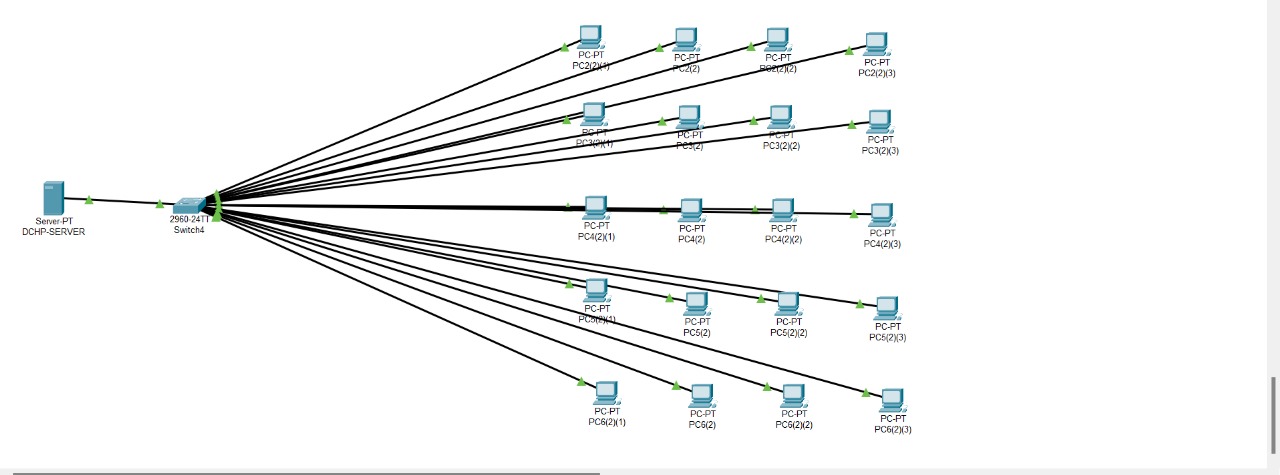 PC-PT
PC2(2)(1)
PC-PT
PC2(2)
PC-PT
PC2(2)(2)
PC-PT
PC2(2)(3)
PC-PT
PC3(2)(1)
PC-PT
PC3(2)
PC-PT
PC3(2)(2)
PC-PT
PC3(2)(3)
Server-PT
DCHP-SERVER
2960-24TT
Switch4
PC-PT
PC4(2)(1)
PC-PT
PC4(2)
PC-PT
PC4(2)(2)
PC-PT
PC4(2)(3)
PC-PT
PC5(2)(1)
PC-PT
PC5(2)
PC-PT
PC5(2)(2)
PC-PT
PC5(2)(3)
PC-PT
PC6(2)(1)
PC-PT
PC6(2)
PC-PT
PC6(2)(2)
PC-PT
PC6(2)(3)